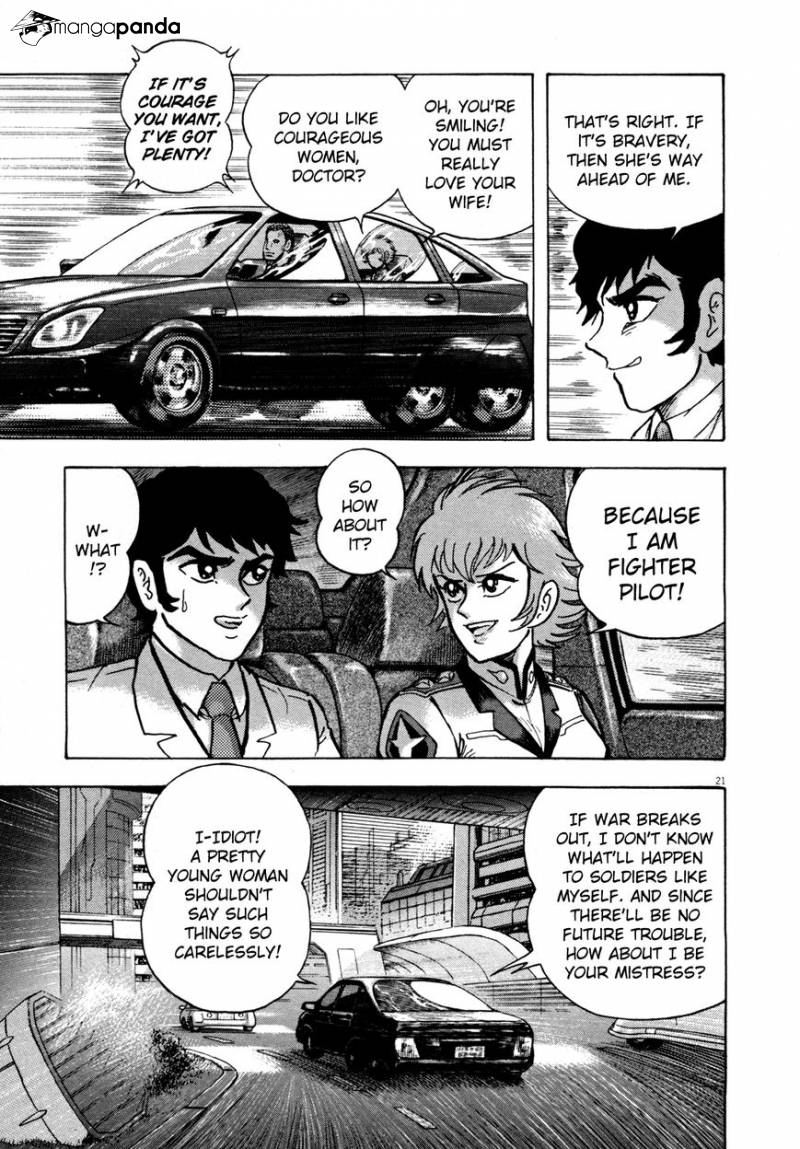 mangapanda
THAT'S RIGHT. IF
IT'S BRAVERY,
THEN SHE'S WAY
AHEAD OF ME.
OH, YOU'RE
SMILING!
YOU MUST
REALLY
LOVE YOUR
WIFE!
DO YOU LIKE
COURAGEOUS
WOMEN,
DOCTOR?
IF IT'S
COURAGE
YOU WANT,
I'VE GOT
PLENTY!
BECAUSE
I AM
FIGHTER
PILOT!
SO
HOW
ABOUT
IT?
W-
WHAT
!?
21
IF WAR BREAKS
OUT, I DON'T KNOW
WHAT'LL HAPPEN
TO SOLDIERS LIKE
MYSELF. AND SINCE
THERE'LL BE NO
FUTURE TROUBLE,
HOW ABOUT I BE
YOUR MISTRESS?
I-IDIOT!
A PRETTY
YOUNG WOMAN
SHOULDN'T
SAY SUCH
THINGS SO
CARELESSLY!